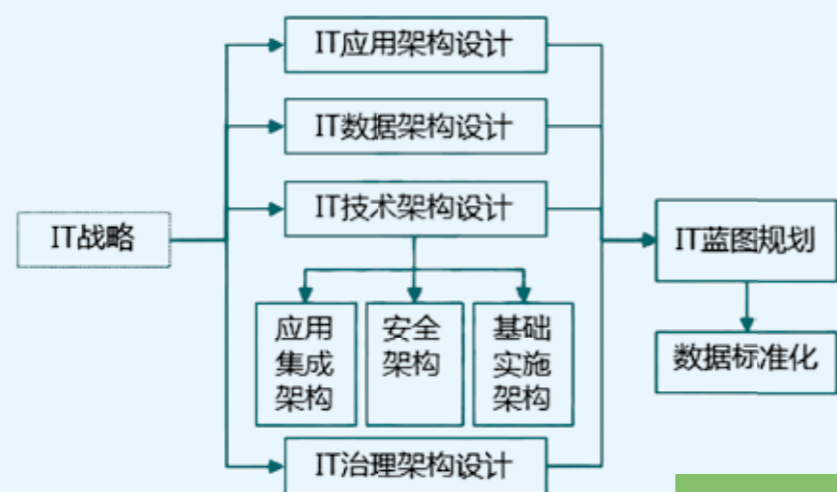 IT应用架构设计
IT数据架构设计
IT技术架构设计
IT战略
IT蓝图规划
应用
集成
架构
安全
架构
基础
实施
架构
数据标准化
IT治理架构设计